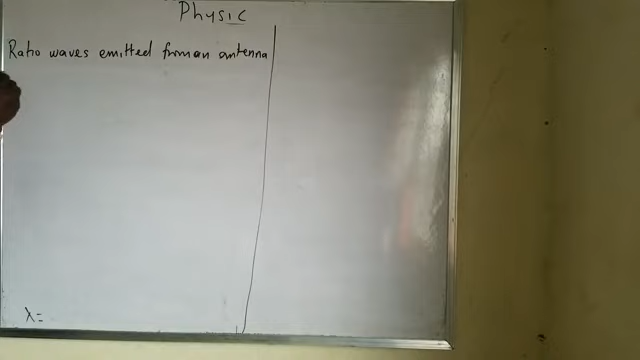 Physic
Ratio waves emitted from an antenna
λ=